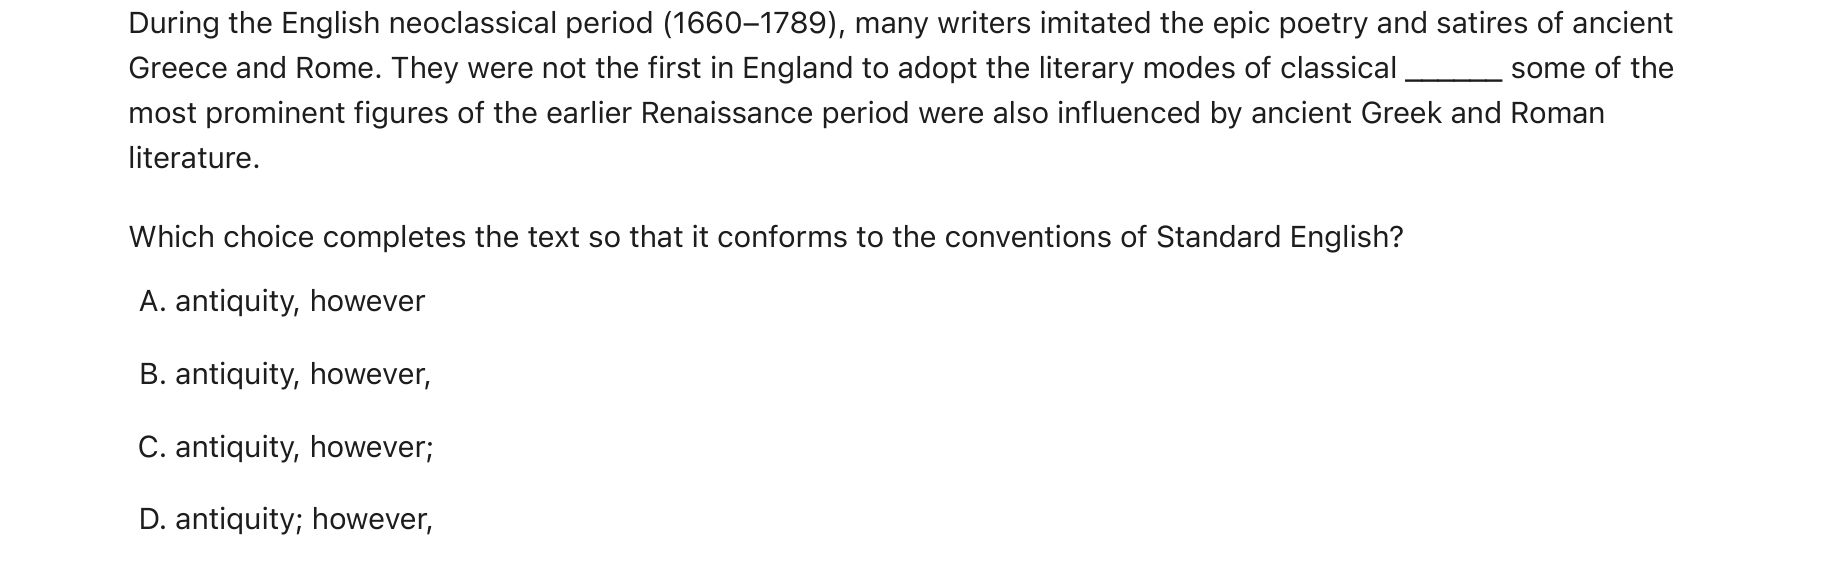 During the English neoclassical period (1660–1789), many writers imitated the epic poetry and satires of ancient
Greece and Rome. They were not the first in England to adopt the literary modes of classical ______ some of the
most prominent figures of the earlier Renaissance period were also influenced by ancient Greek and Roman
literature.
Which choice completes the text so that it conforms to the conventions of Standard English?
A. antiquity, however
B. antiquity, however,
C. antiquity, however;
D. antiquity; however,